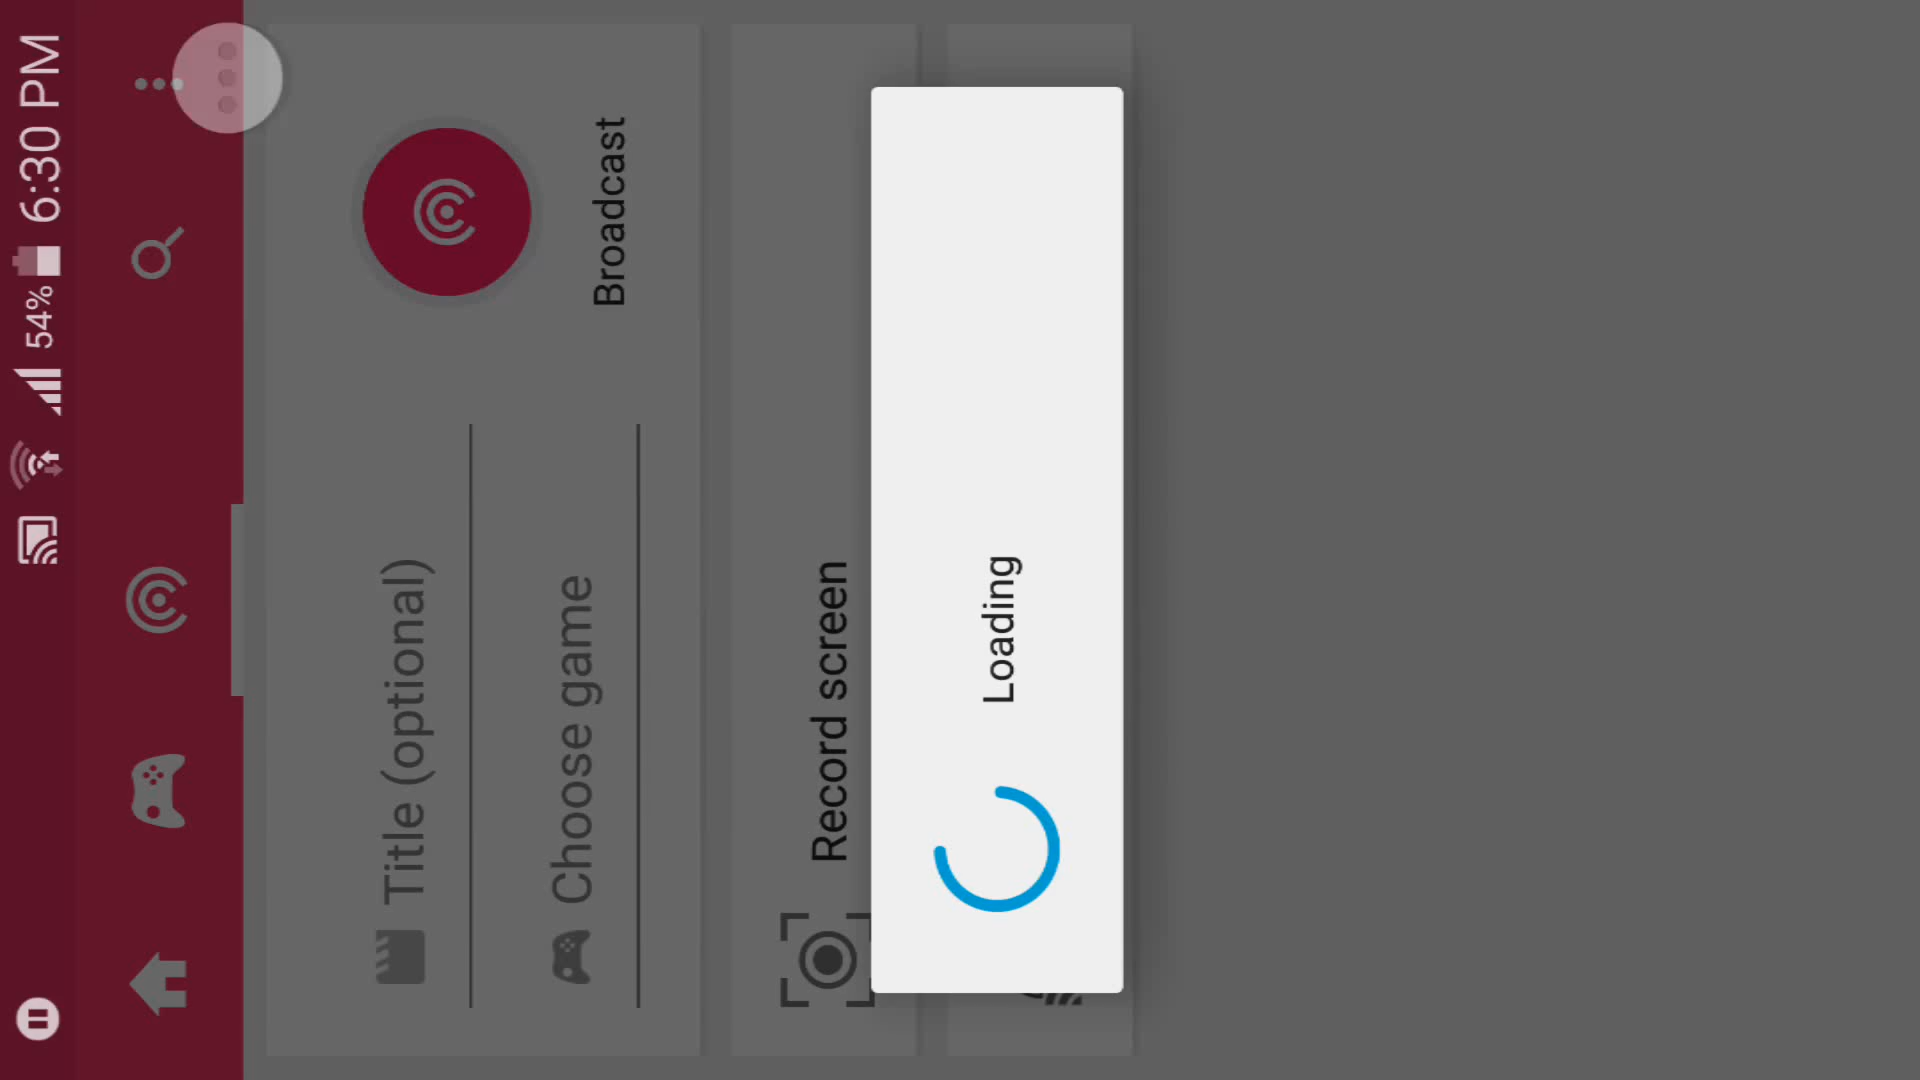 54% 6:30 PM
Title (optional)
Choose game
Broadcast
Record screen
Loading